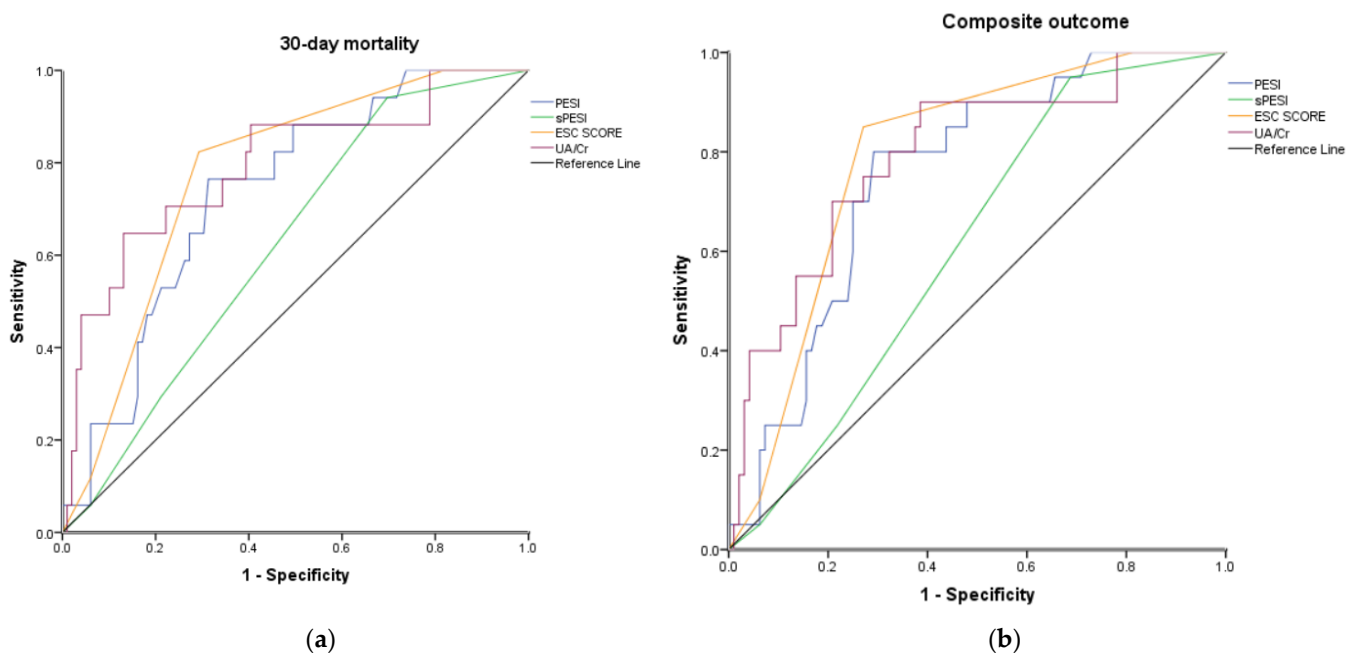 30-day mortality
1.0
0.8
0.6
0.4
0.2
0.0
0.0 0.2 0.4 0.6 0.8 1.0
Sensitivity
1 - Specificity
PESI
sPESI
ESC SCORE
UA/Cr
Reference Line
(a)
Composite outcome
1.0
0.8
0.6
0.4
0.2
0.0
0.0 0.2 0.4 0.6 0.8 1.0
Sensitivity
1 - Specificity
PESI
sPESI
ESC SCORE
UA/Cr
Reference Line
(b)